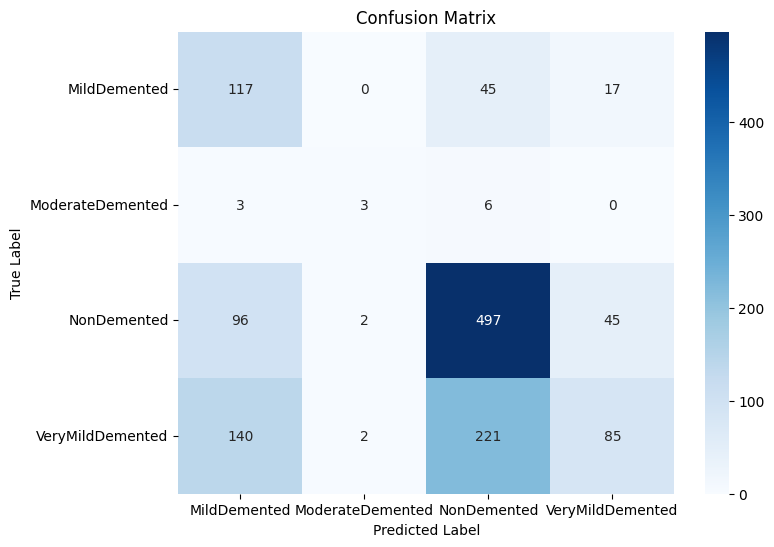 Confusion Matrix
True Label
MildDemented 117 0 45 17
ModerateDemented 3 3 6 0
NonDemented 96 2 497 45
VeryMildDemented 140 2 221 85
MildDemented ModerateDemented NonDemented VeryMildDemented
Predicted Label
400
300
200
100
0